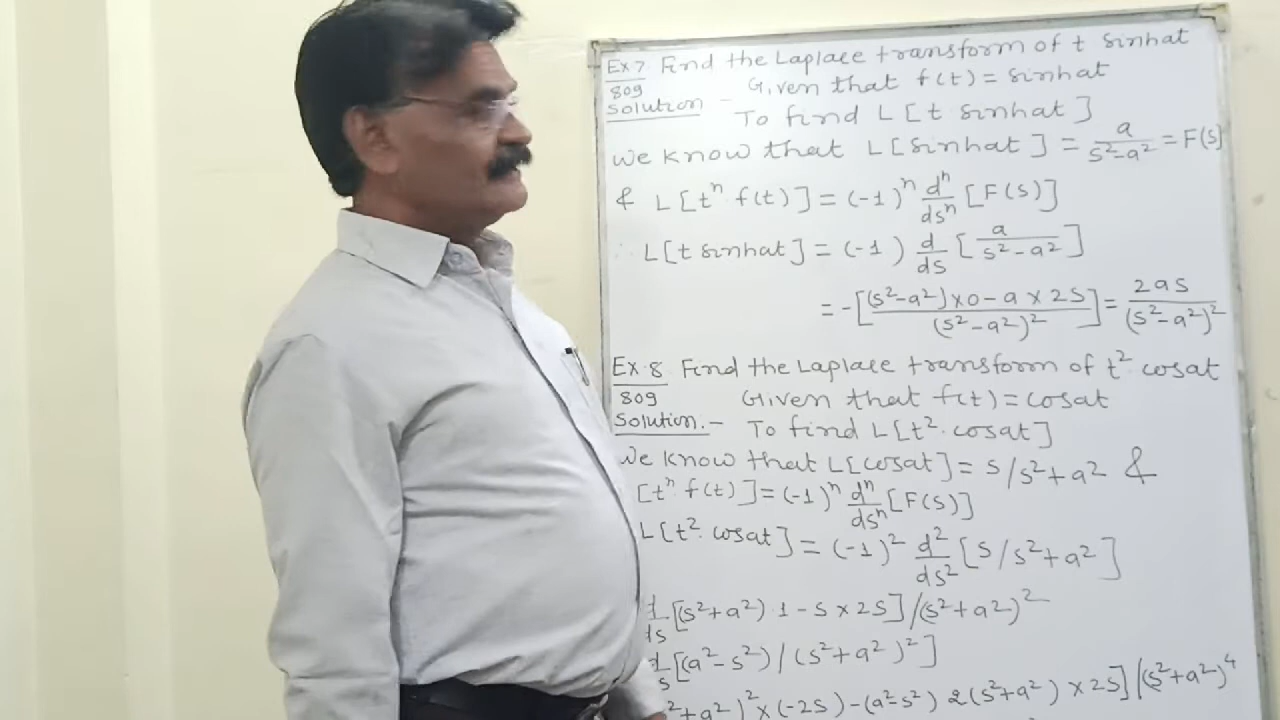 Ex 7 Find the Laplace transform of t sinhat
809 Given that f(t) = sinhat
Solution - To find L[t sinhat]
We know that L[sinhat] = a/s²-a² = F(s)
& L[tⁿ f(t)] = (-1)ⁿ dⁿ/dsⁿ [F(s)]
∴ L[t sinhat] = (-1) d/ds [a/s²-a²]
= -[(s²-a²)×0-a×2s/(s²-a²)²] = 2as/(s²-a²)²
Ex.8 Find the Laplace transform of t² cosat
809 Given that f(t) = cosat
Solution.- To find L[t². cosat]
We know that L[cosat] = s/s²+a² &
[tⁿ f(t)] = (-1)ⁿ dⁿ/dsⁿ [F(s)]
L[t². cosat] = (-1)² d²/ds² [s/s²+a²]
d/ds [(s²+a²).1-s×2s]/(s²+a²)²
d/s [(a²-s²)/(s²+a²)²]
²+a²)²×(-2s)-(a²-s²) 2(s²+a²)×2s]/(s²+a²)⁴